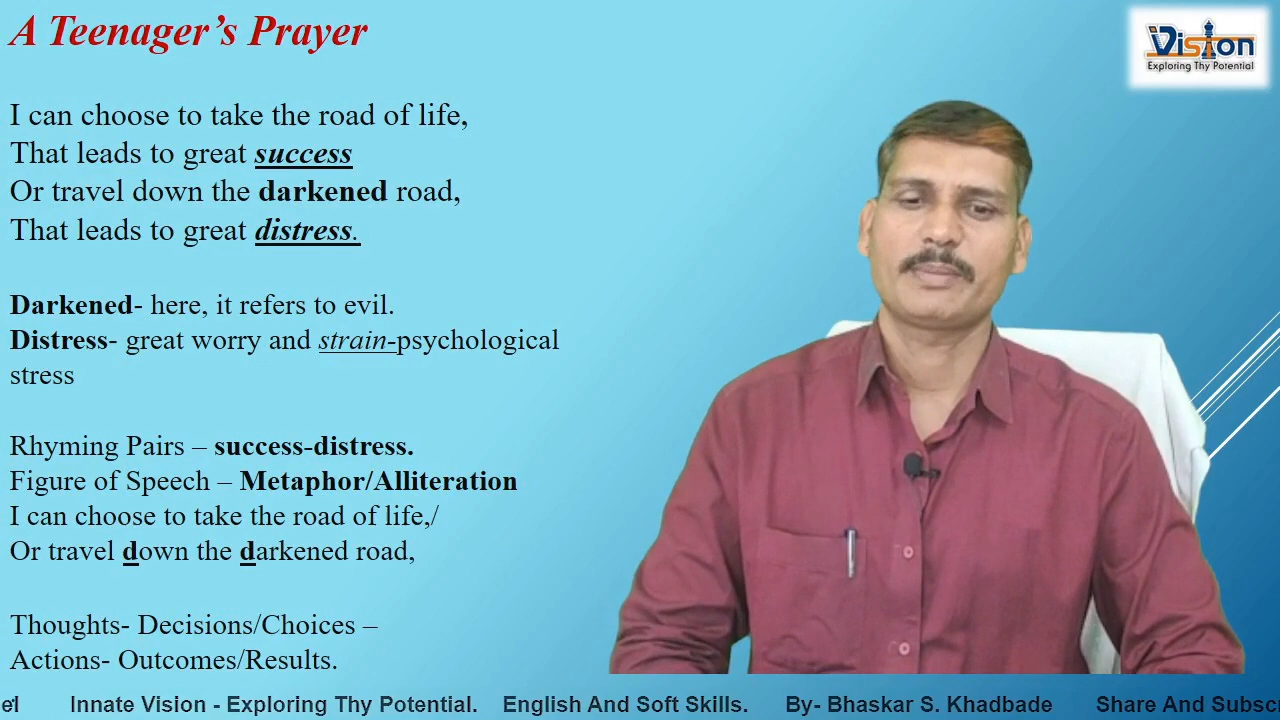 A Teenager's Prayer
Vision
Exploring Thy Potential
I can choose to take the road of life,
That leads to great success
Or travel down the darkened road,
That leads to great distress.
Darkened- here, it refers to evil.
Distress- great worry and strain-psychological
stress
Rhyming Pairs – success-distress.
Figure of Speech – Metaphor/Alliteration
I can choose to take the road of life,/
Or travel down the darkened road,
Thoughts- Decisions/Choices –
Actions- Outcomes/Results.
Innate Vision - Exploring Thy Potential. English And Soft Skills. By- Bhaskar S. Khadbade Share And Subsc